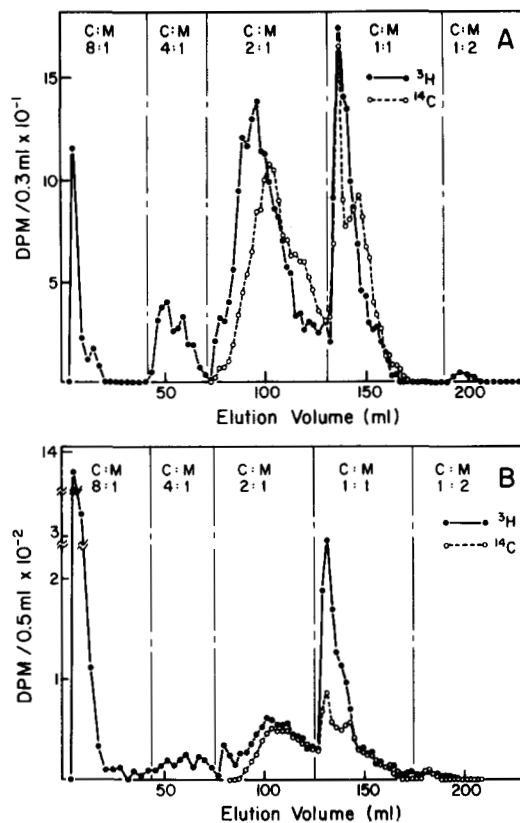 C:M C:M C:M C:M C:M
8:1 4:1 2:1 1:1 1:2
A
³H
¹⁴C
15
10
5
DPM/0.3 ml x 10⁻¹
50 100 150 200
Elution Volume (ml)
C:M C:M C:M C:M C:M
8:1 4:1 2:1 1:1 1:2
B
³H
¹⁴C
14
3
2
1
DPM/0.5 ml x 10⁻²
50 100 150 200
Elution Volume (ml)